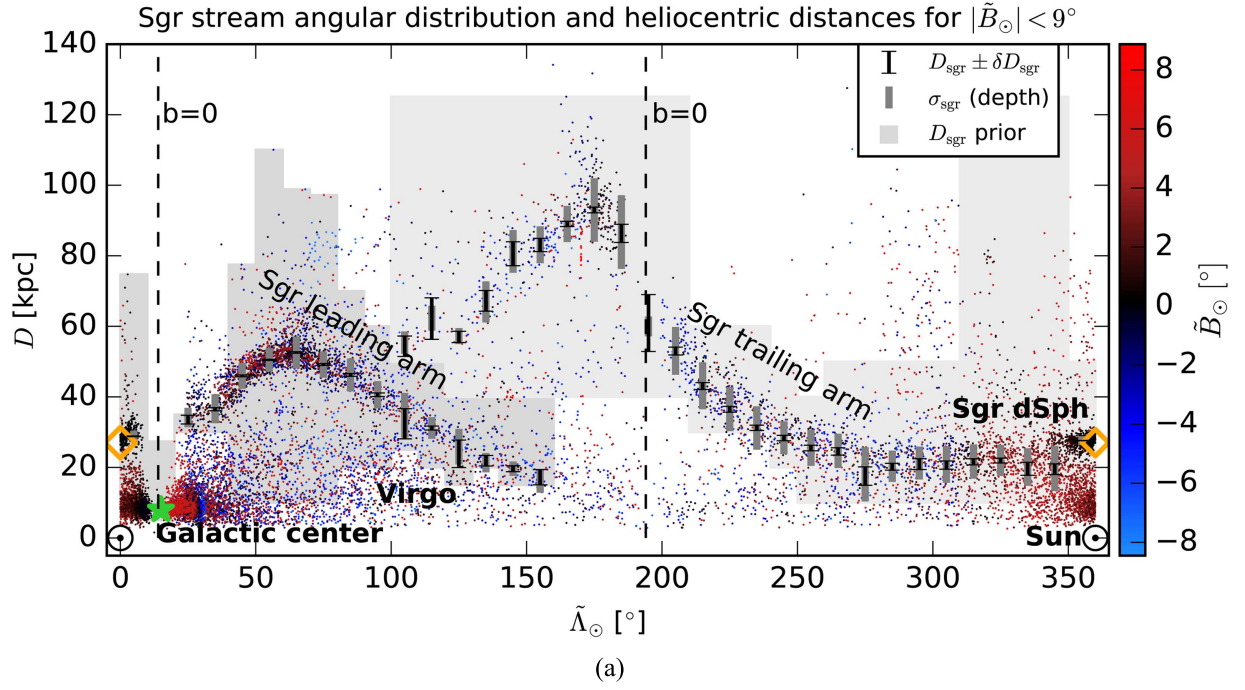 Sgr stream angular distribution and heliocentric distances for |B̃⊙| < 9°
140
120
100
80
60
40
20
0
D [kpc]
b=0
b=0
D_sgr ± δD_sgr
σ_sgr (depth)
D_sgr prior
Sgr leading arm
Sgr trailing arm
Sgr dSph
Virgo
Galactic center
Sun
0 50 100 150 200 250 300 350
Λ̃⊙ [°]
8
6
4
2
0
−2
−4
−6
−8
B̃⊙ [°]
(a)